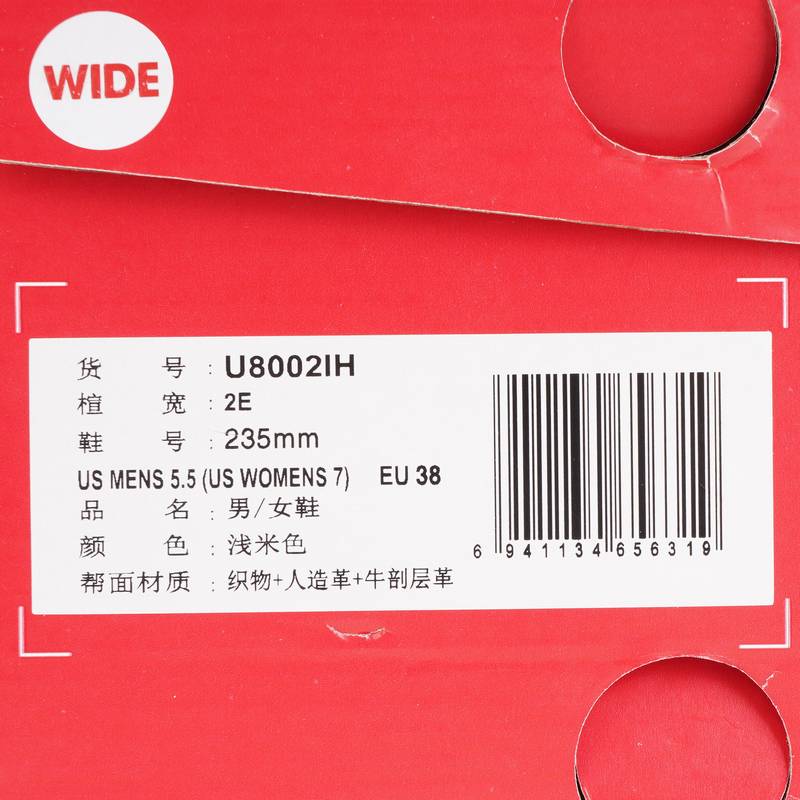 WIDE
货 号 : U8002IH
楦 宽 : 2E
鞋 号 : 235mm
US MENS 5.5 (US WOMENS 7) EU 38
品 名 : 男/女鞋
颜 色 : 浅米色
帮面材质 : 织物+人造革+牛剖层革
6 941134 656319